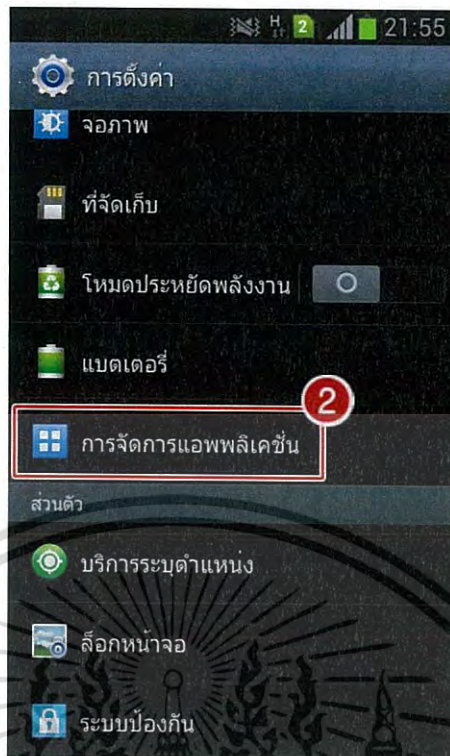 H 2 21:55
การตั้งค่า
จอภาพ
ที่จัดเก็บ
โหมดประหยัดพลังงาน
แบตเตอรี่
2
การจัดการแอพพลิเคชั่น
ส่วนตัว
บริการระบุตำแหน่ง
ล็อกหน้าจอ
ระบบป้องกัน